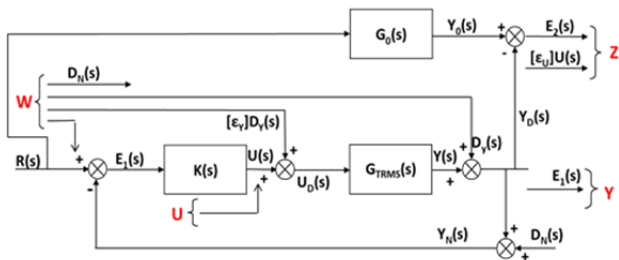 G₀(s)
Y₀(s)
+
-
E₂(s)
[ε_U]U(s)
Z
D_N(s)
W
[ε_Y]D_Y(s)
D_Y(s)
Y_D(s)
R(s)
+
-
E₁(s)
K(s)
U(s)
+
+
U_D(s)
G_TRMS(s)
Y(s)
+
+
E₁(s)
Y
U
Y_N(s)
+
+
D_N(s)